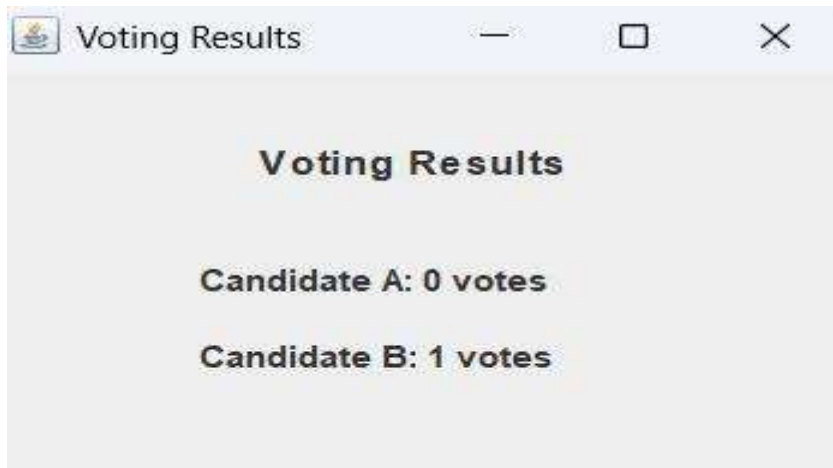 Voting Results
Voting Results
Candidate A: 0 votes
Candidate B: 1 votes